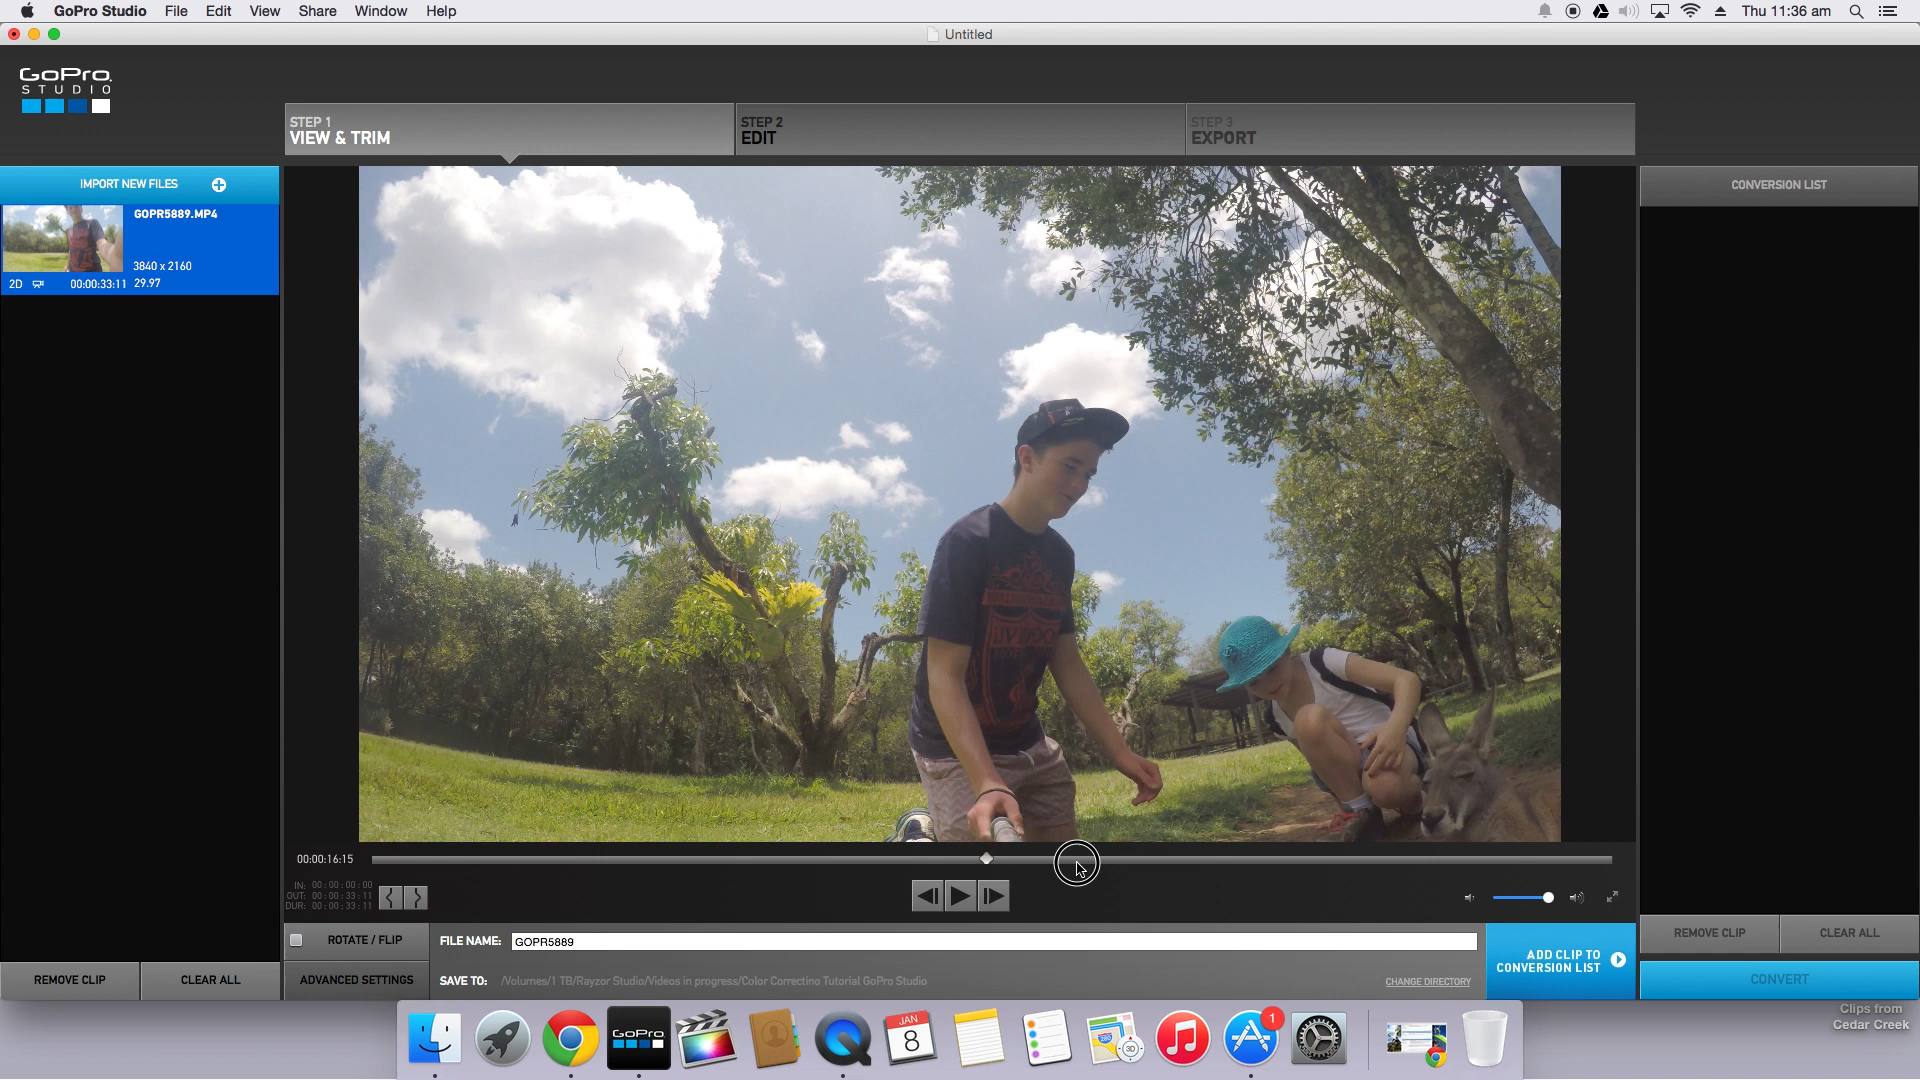 GoPro Studio File Edit View Share Window Help
Thu 11:36 am
Untitled
GoPro
STUDIO
STEP 1
VIEW & TRIM
STEP 2
EDIT
STEP 3
EXPORT
IMPORT NEW FILES
CONVERSION LIST
GOPR5889.MP4
3840 x 2160
2D 00:00:33:11 29.97
00:00:16:15
IN: 00:00:00:00
OUT: 00:00:33:11
DUR: 00:00:33:11
ROTATE / FLIP
FILE NAME: GOPR5889
ADD CLIP TO
CONVERSION LIST
REMOVE CLIP CLEAR ALL
REMOVE CLIP CLEAR ALL
ADVANCED SETTINGS
SAVE TO: /Volumes/1 TB/Rayzor Studio/Videos in progress/Color Correctino Tutorial GoPro Studio
CHANGE DIRECTORY
CONVERT
Clips from
Cedar Creek
GoPro
JAN
8
280
3D
1